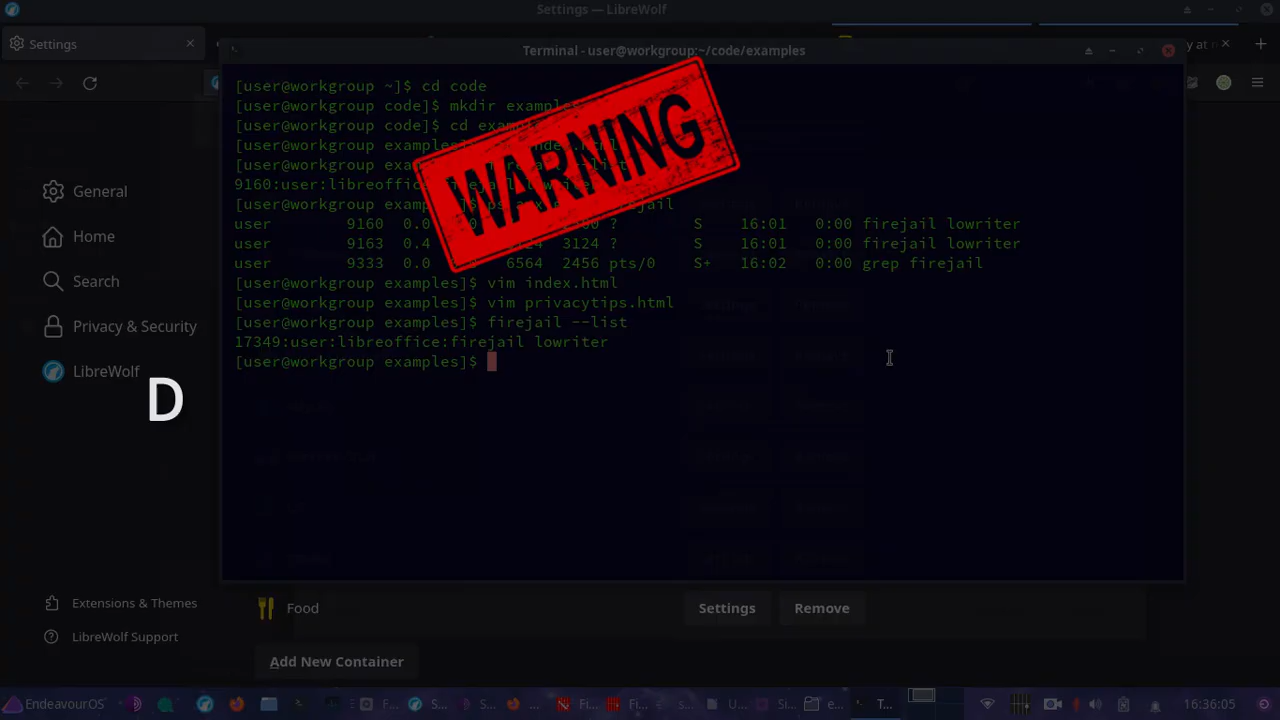 Settings — LibreWolf
Settings
Terminal - user@workgroup:~/code/examples
[user@workgroup ~]$ cd code
[user@workgroup code]$ mkdir examples
[user@workgroup code]$ cd
WARNING
9160:user:libreoffice:firejail lowriter
user 9160 0.0 ? S 16:01 0:00 firejail lowriter
user 9163 0.4 3124 ? S 16:01 0:00 firejail lowriter
user 9333 0.0 6564 2456 pts/0 S+ 16:02 0:00 grep firejail
[user@workgroup examples]$ vim index.html
[user@workgroup examples]$ vim privacytips.html
[user@workgroup examples]$ firejail --list
17349:user:libreoffice:firejail lowriter
[user@workgroup examples]$
General
Home
Search
Privacy & Security
LibreWolf
D
Extensions & Themes
LibreWolf Support
Food Settings Remove
Add New Container
EndeavourOS
16:36:05